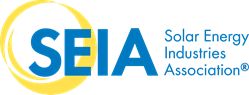 SEIA
Solar Energy
Industries
Association®